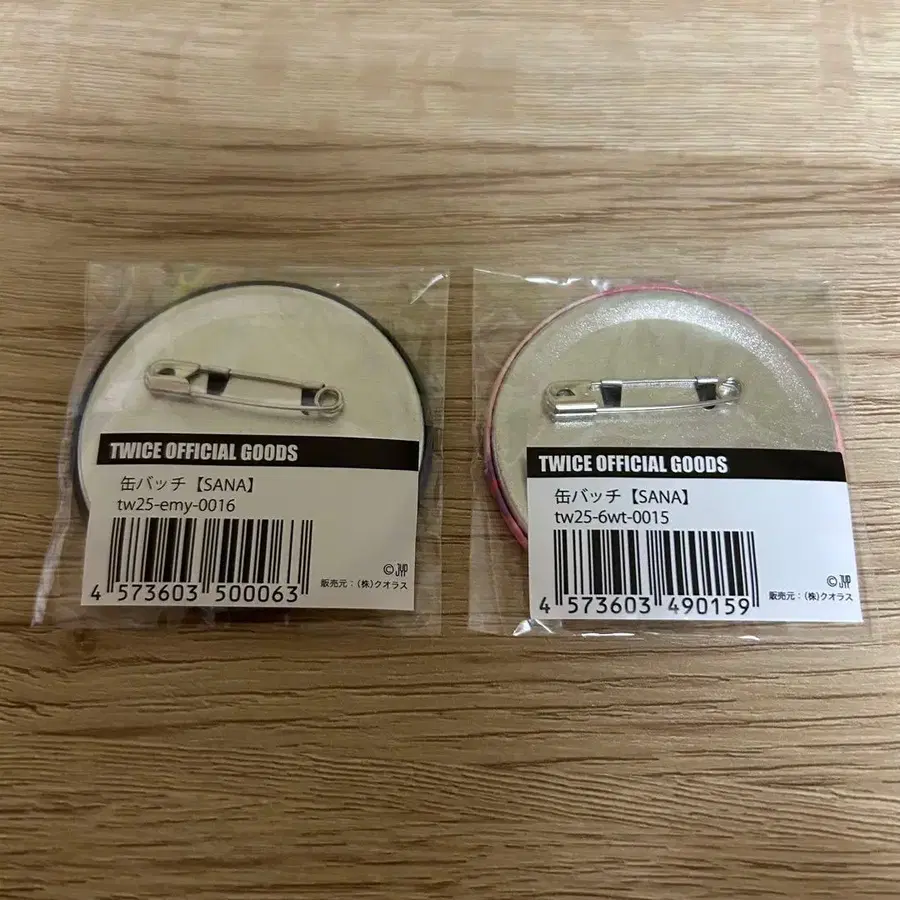 TWICE OFFICIAL GOODS
缶バッチ【SANA】
tw25-emy-0016
©JYP
販売元：(株)クオラス
4 573603 500063
TWICE OFFICIAL GOODS
缶バッチ【SANA】
tw25-6wt-0015
©JYP
販売元：(株)クオラス
4 573603 490159